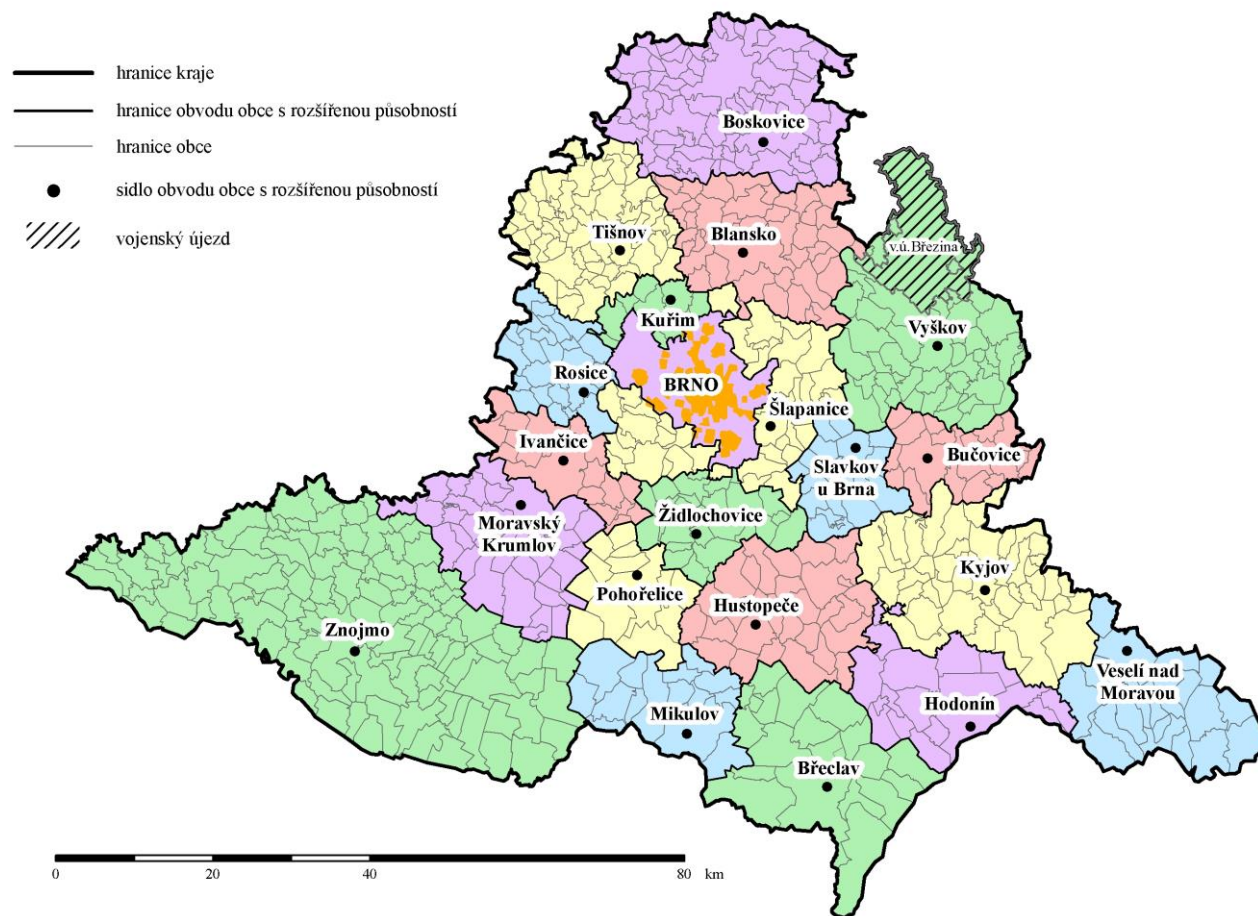 hranice kraje
hranice obvodu obce s rozšířenou působností
hranice obce
sídlo obvodu obce s rozšířenou působností
vojenský újezd
Boskovice
Tišnov
Blansko
v.ú.Březina
Kuřim
Vyškov
Rosice
BRNO
Šlapanice
Ivančice
Slavkov
u Brna
Bučovice
Moravský
Krumlov
Židlochovice
Pohořelice
Hustopeče
Kyjov
Znojmo
Mikulov
Břeclav
Hodonín
Veselí nad
Moravou
0 20 40 80 km